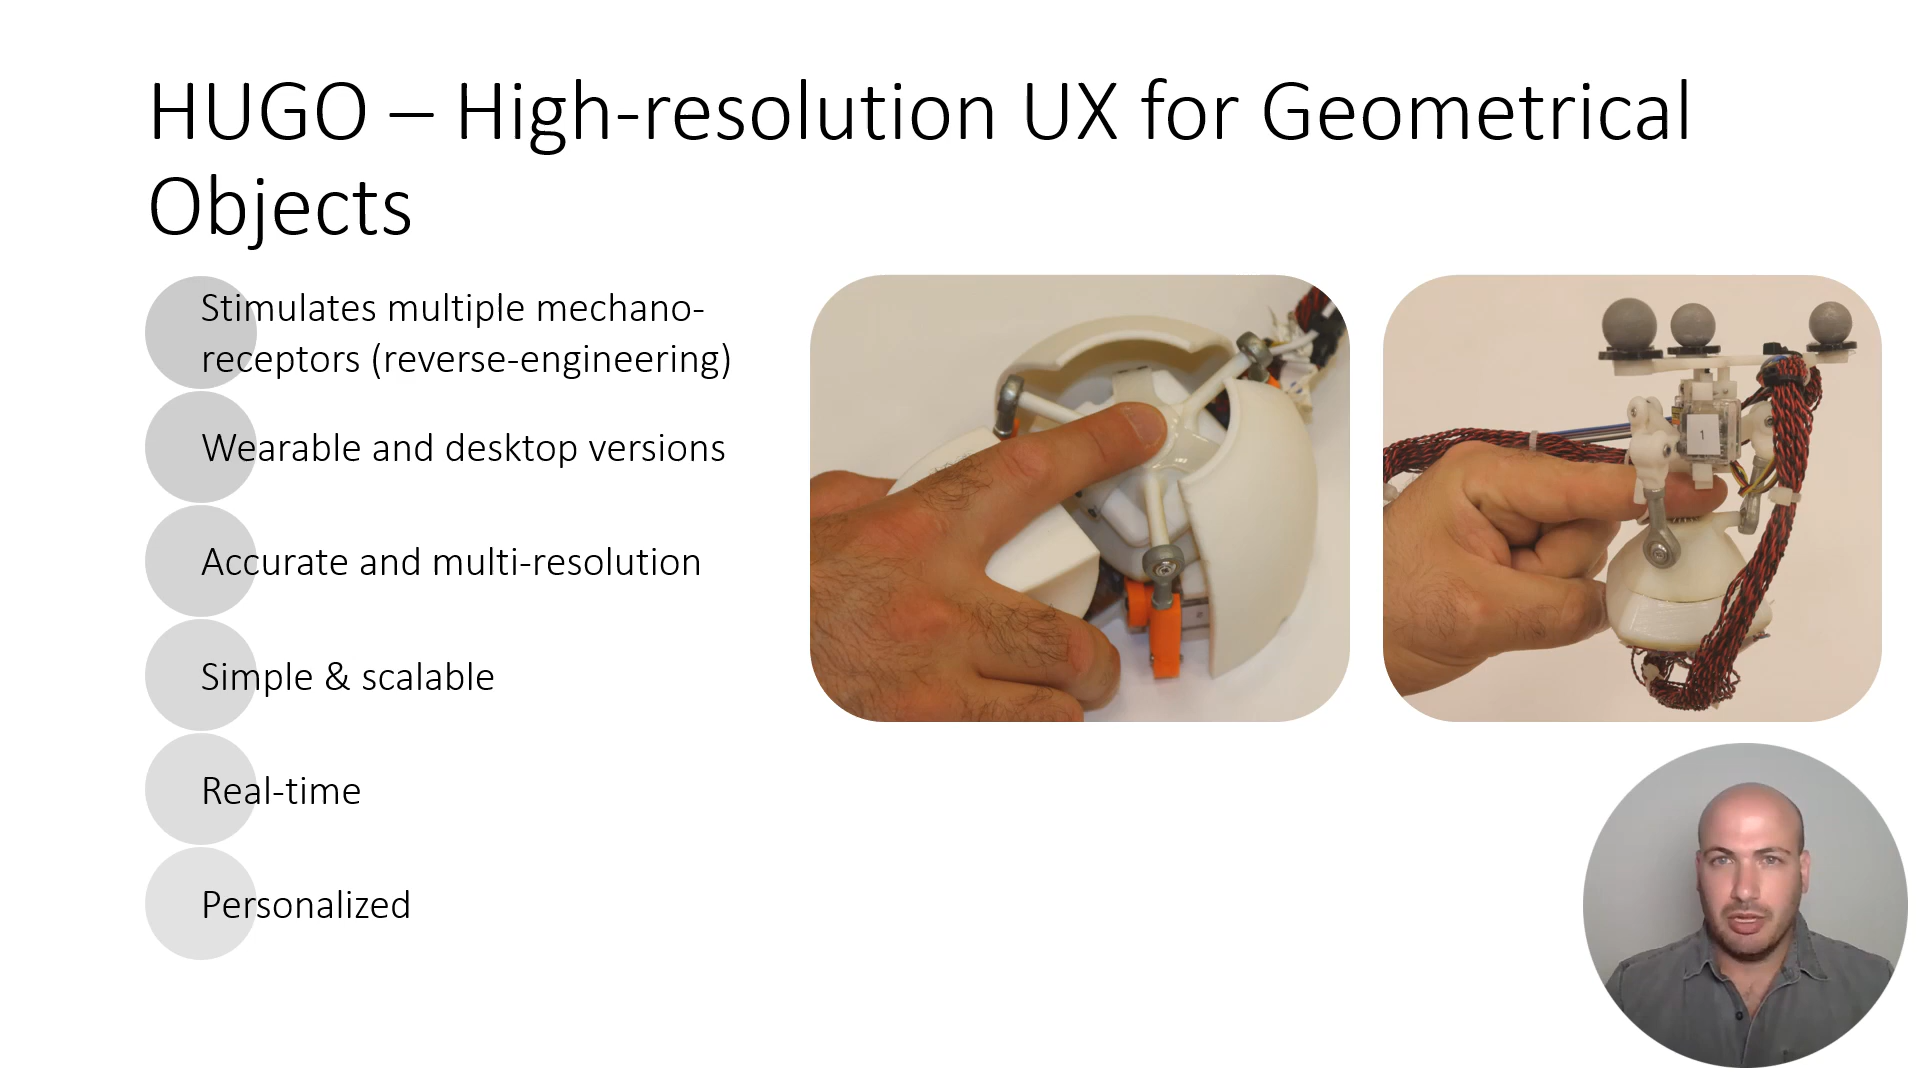 HUGO – High-resolution UX for Geometrical
Objects
Stimulates multiple mechano-
receptors (reverse-engineering)
Wearable and desktop versions
Accurate and multi-resolution
Simple & scalable
Real-time
Personalized
1